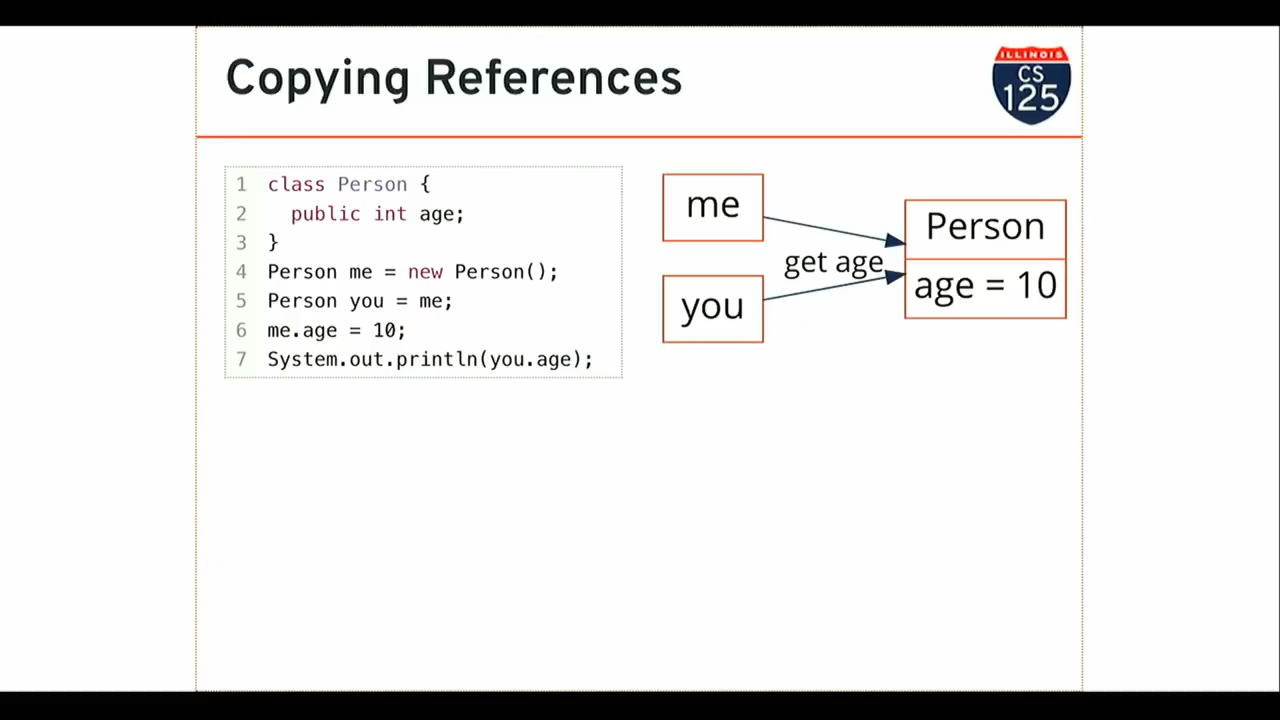 Copying References
ILLINOIS
CS
125
1 class Person {
2 public int age;
3 }
4 Person me = new Person();
5 Person you = me;
6 me.age = 10;
7 System.out.println(you.age);
me
you
get age
Person
age = 10